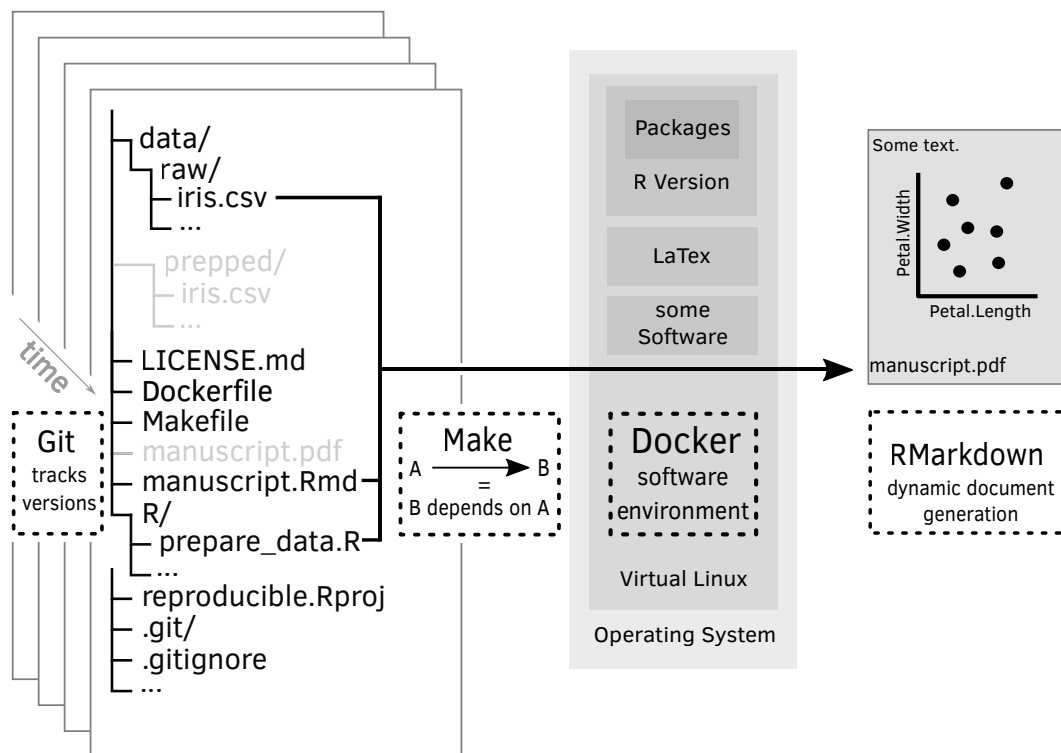 data/
raw/
iris.csv
...
prepped/
iris.csv
...
time
LICENSE.md
Dockerfile
Makefile
manuscript.pdf
manuscript.Rmd
R/
prepare_data.R
...
reproducible.Rproj
.git/
.gitignore
...
Git
tracks
versions
Make
A B
=
B depends on A
Packages
R Version
LaTex
some
Software
Docker
software
environment
Virtual Linux
Operating System
Some text.
Petal.Width
Petal.Length
manuscript.pdf
RMarkdown
dynamic document
generation